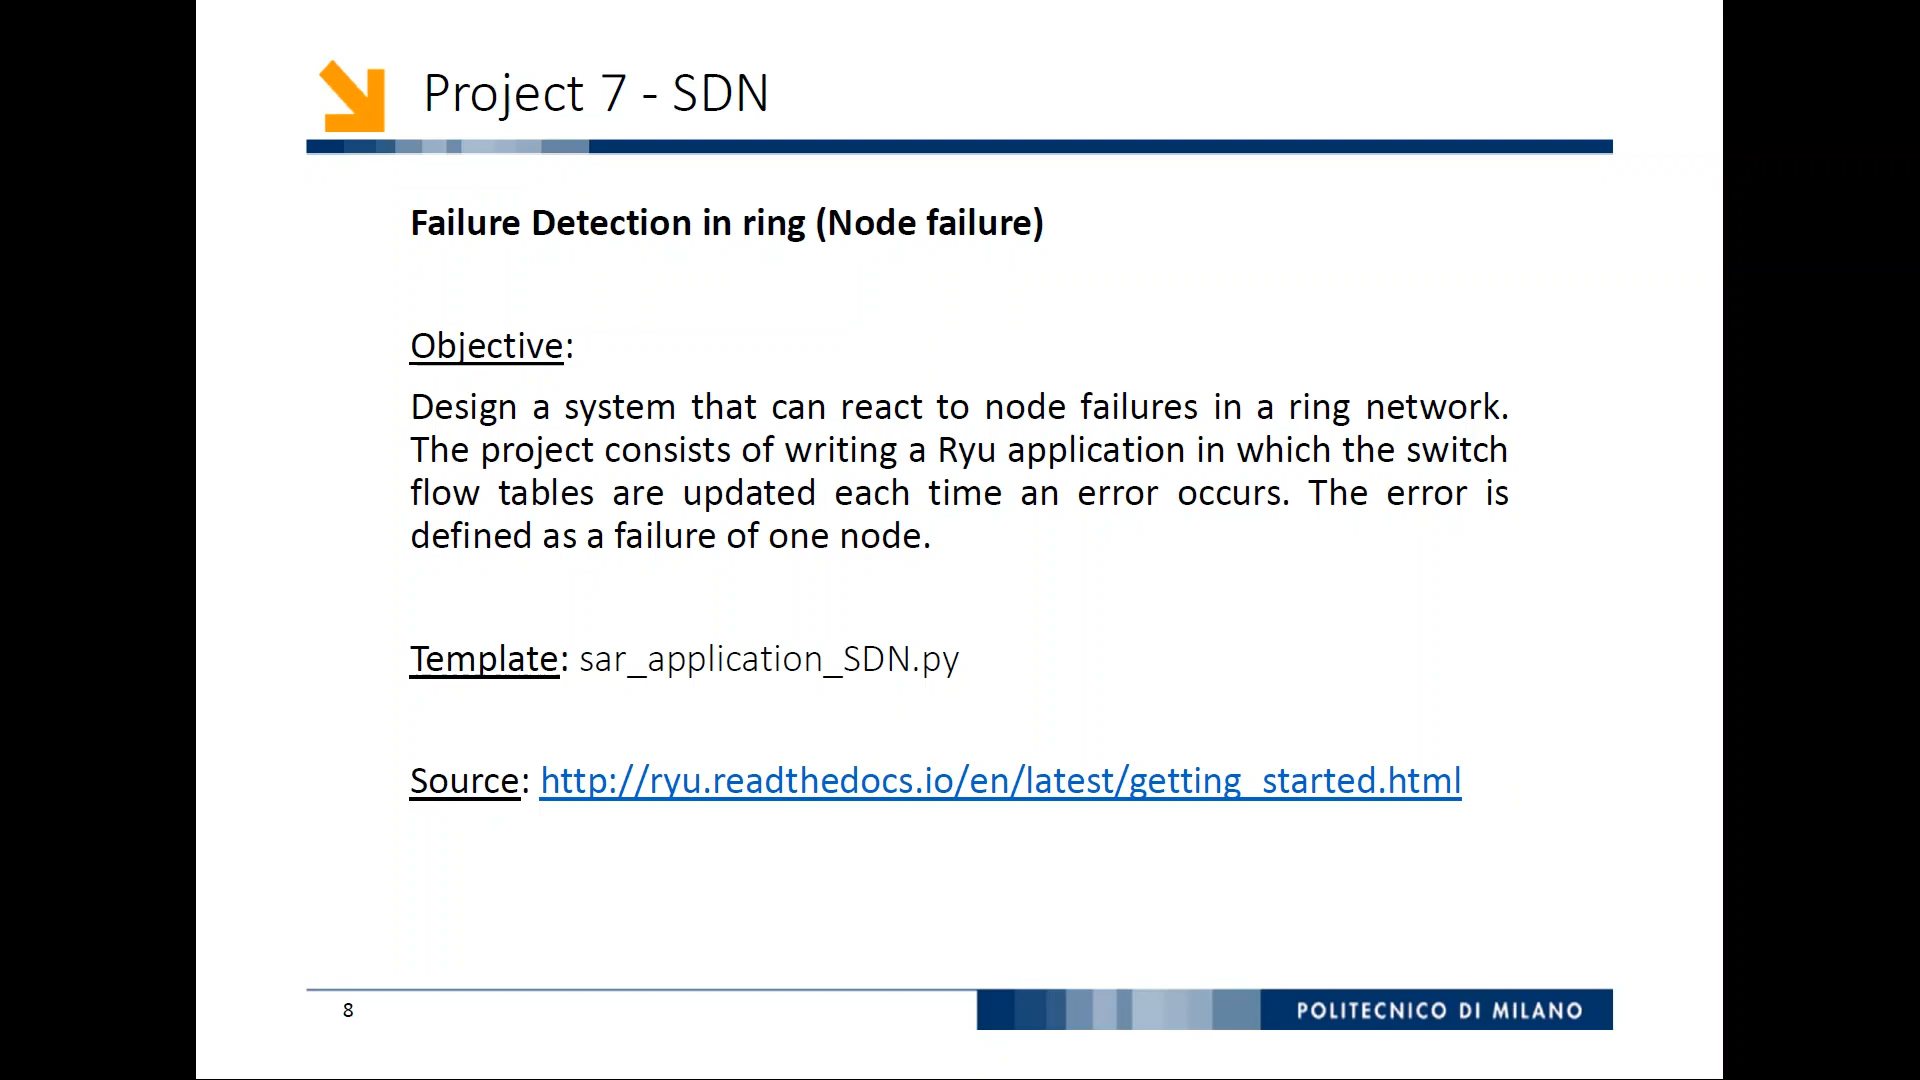 Project 7 - SDN
Failure Detection in ring (Node failure)
Objective:
Design a system that can react to node failures in a ring network.
The project consists of writing a Ryu application in which the switch
flow tables are updated each time an error occurs. The error is
defined as a failure of one node.
Template: sar_application_SDN.py
Source: http://ryu.readthedocs.io/en/latest/getting_started.html
8
POLITECNICO DI MILANO